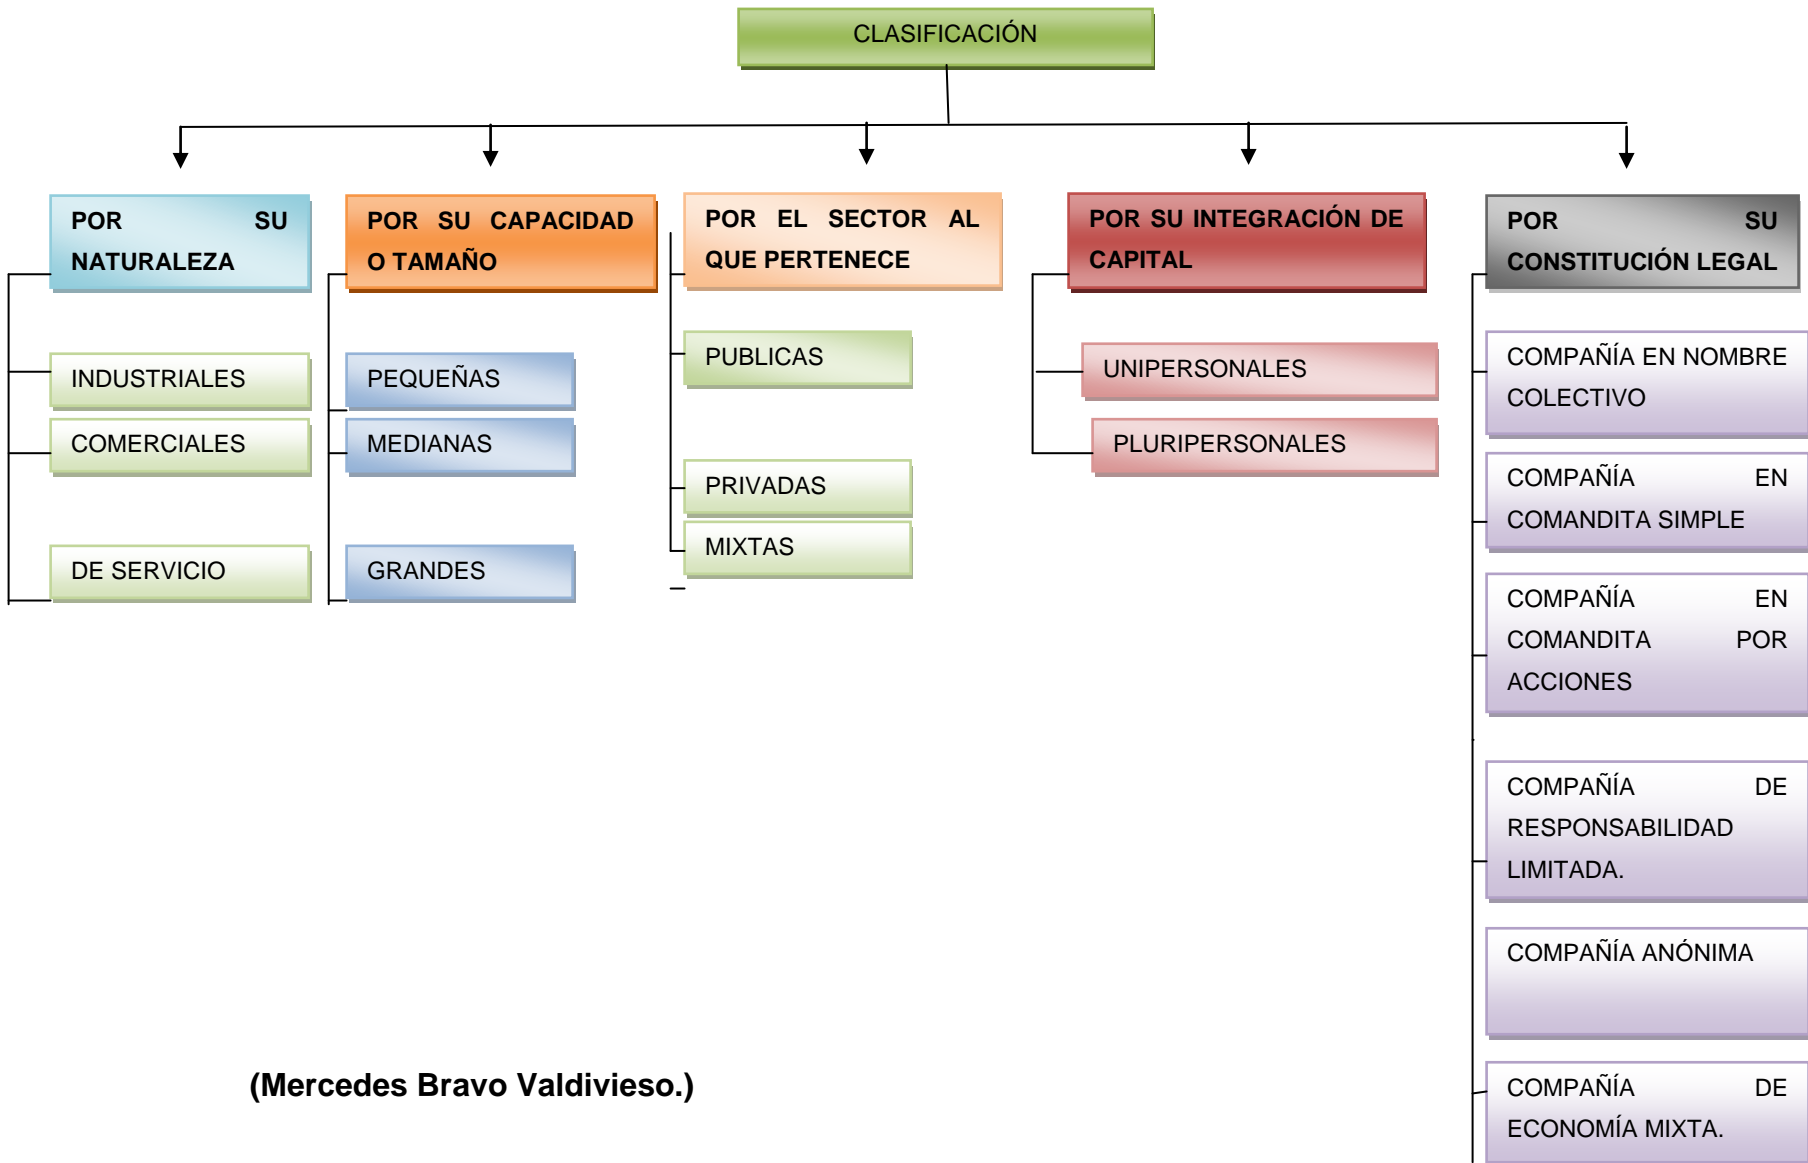 CLASIFICACIÓN
POR SU
NATURALEZA
INDUSTRIALES
COMERCIALES
DE SERVICIO
POR SU CAPACIDAD
O TAMAÑO
PEQUEÑAS
MEDIANAS
GRANDES
POR EL SECTOR AL
QUE PERTENECE
PUBLICAS
PRIVADAS
MIXTAS
POR SU INTEGRACIÓN DE
CAPITAL
UNIPERSONALES
PLURIPERSONALES
POR SU
CONSTITUCIÓN LEGAL
COMPAÑÍA EN NOMBRE
COLECTIVO
COMPAÑÍA EN
COMANDITA SIMPLE
COMPAÑÍA EN
COMANDITA POR
ACCIONES
COMPAÑÍA DE
RESPONSABILIDAD
LIMITADA.
COMPAÑÍA ANÓNIMA
COMPAÑÍA DE
ECONOMÍA MIXTA.
(Mercedes Bravo Valdivieso.)